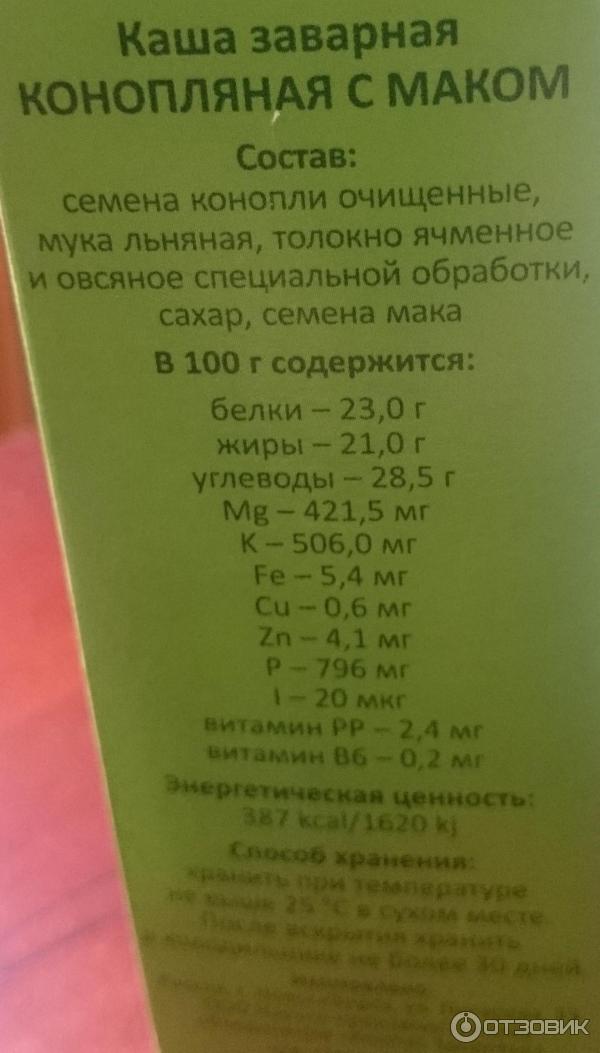 Каша заварная
КОНОПЛЯНАЯ С МАКОМ
Состав:
семена конопли очищенные,
мука льняная, толокно ячменное
и овсяное специальной обработки,
сахар, семена мака
В 100 г содержится:
белки – 23,0 г
жиры – 21,0 г
углеводы – 28,5 г
Mg – 421,5 мг
K – 506,0 мг
Fe – 5,4 мг
Cu – 0,6 мг
Zn – 4,1 мг
P – 796 мг
I – 20 мкг
витамин РР – 2,4 мг
витамин В6 – 0,2 мг
Энергетическая ценность:
387 kcal/1620 kj
Способ хранения:
хранить при температуре
не выше 25 °С в сухом месте.
После вскрытия хранить
в холодильнике не более 30 дней.
ОТЗОВИК